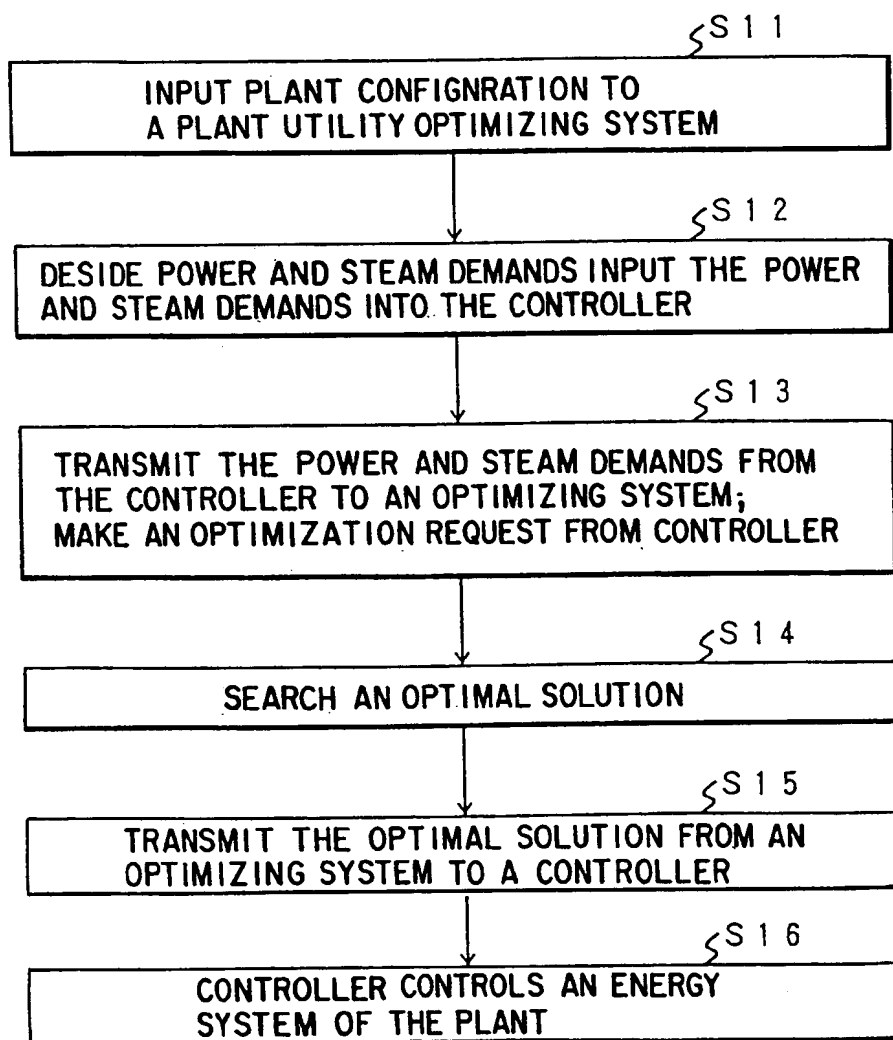 S11
INPUT PLANT CONFIGNRATION TO
A PLANT UTILITY OPTIMIZING SYSTEM
S12
DESIDE POWER AND STEAM DEMANDS INPUT THE POWER
AND STEAM DEMANDS INTO THE CONTROLLER
S13
TRANSMIT THE POWER AND STEAM DEMANDS FROM
THE CONTROLLER TO AN OPTIMIZING SYSTEM;
MAKE AN OPTIMIZATION REQUEST FROM CONTROLLER
S14
SEARCH AN OPTIMAL SOLUTION
S15
TRANSMIT THE OPTIMAL SOLUTION FROM AN
OPTIMIZING SYSTEM TO A CONTROLLER
S16
CONTROLLER CONTROLS AN ENERGY
SYSTEM OF THE PLANT